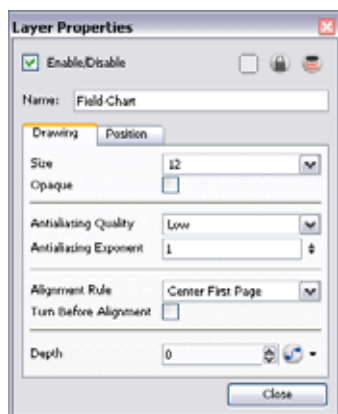 Layer Properties
Enable/Disable
Name: Field-Chart
Drawing Position
Size 12
Opaque
Antialiasing Quality Low
Antialiasing Exponent 1
Alignment Rule Center First Page
Turn Before Alignment
Depth 0
Close